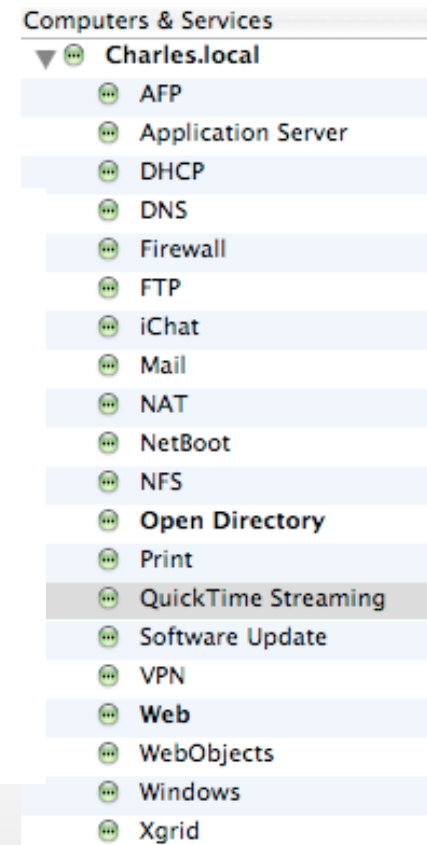 Computers & Services
Charles.local
AFP
Application Server
DHCP
DNS
Firewall
FTP
iChat
Mail
NAT
NetBoot
NFS
Open Directory
Print
QuickTime Streaming
Software Update
VPN
Web
WebObjects
Windows
Xgrid